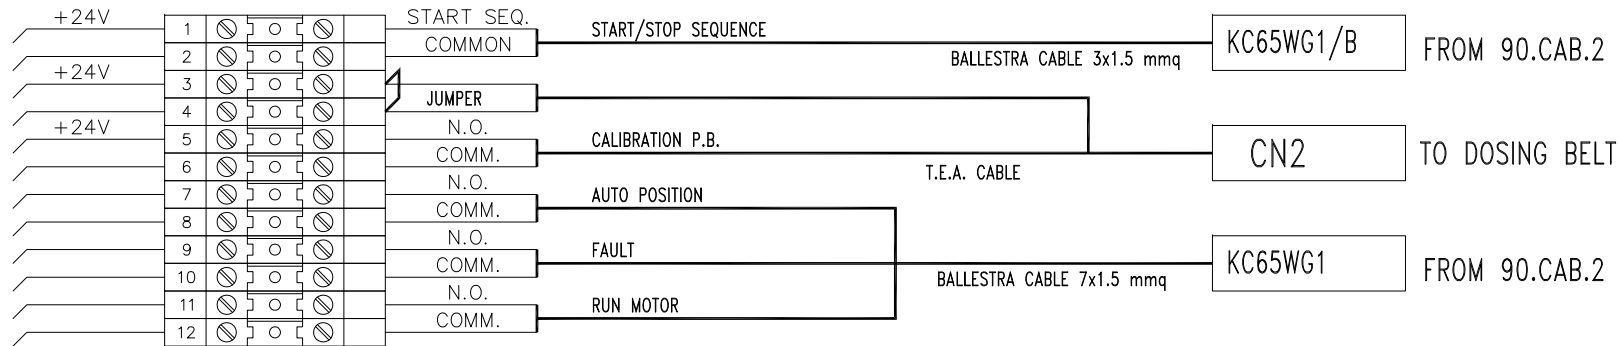 +24V
START SEQ.
1
START/STOP SEQUENCE
KC65WG1/B
FROM 90.CAB.2
COMMON
2
BALLESTRA CABLE 3x1.5 mmq
+24V
3
JUMPER
4
+24V
N.O.
5
CALIBRATION P.B.
CN2
TO DOSING BELT
COMM.
6
T.E.A. CABLE
N.O.
7
AUTO POSITION
COMM.
8
N.O.
9
FAULT
KC65WG1
FROM 90.CAB.2
COMM.
10
BALLESTRA CABLE 7x1.5 mmq
N.O.
11
RUN MOTOR
COMM.
12